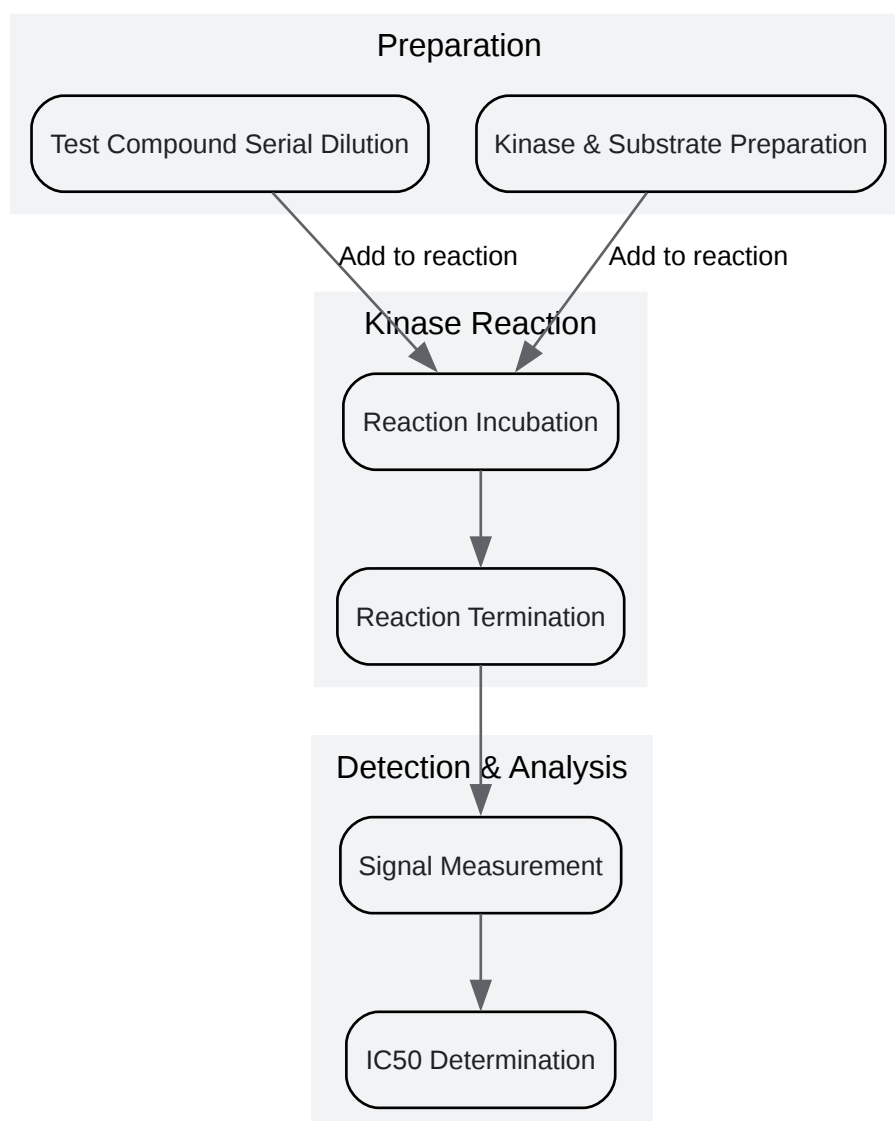 Preparation
Test Compound Serial Dilution
Kinase & Substrate Preparation
Add to reaction
Add to reaction
Kinase Reaction
Reaction Incubation
Reaction Termination
Detection & Analysis
Signal Measurement
IC50 Determination